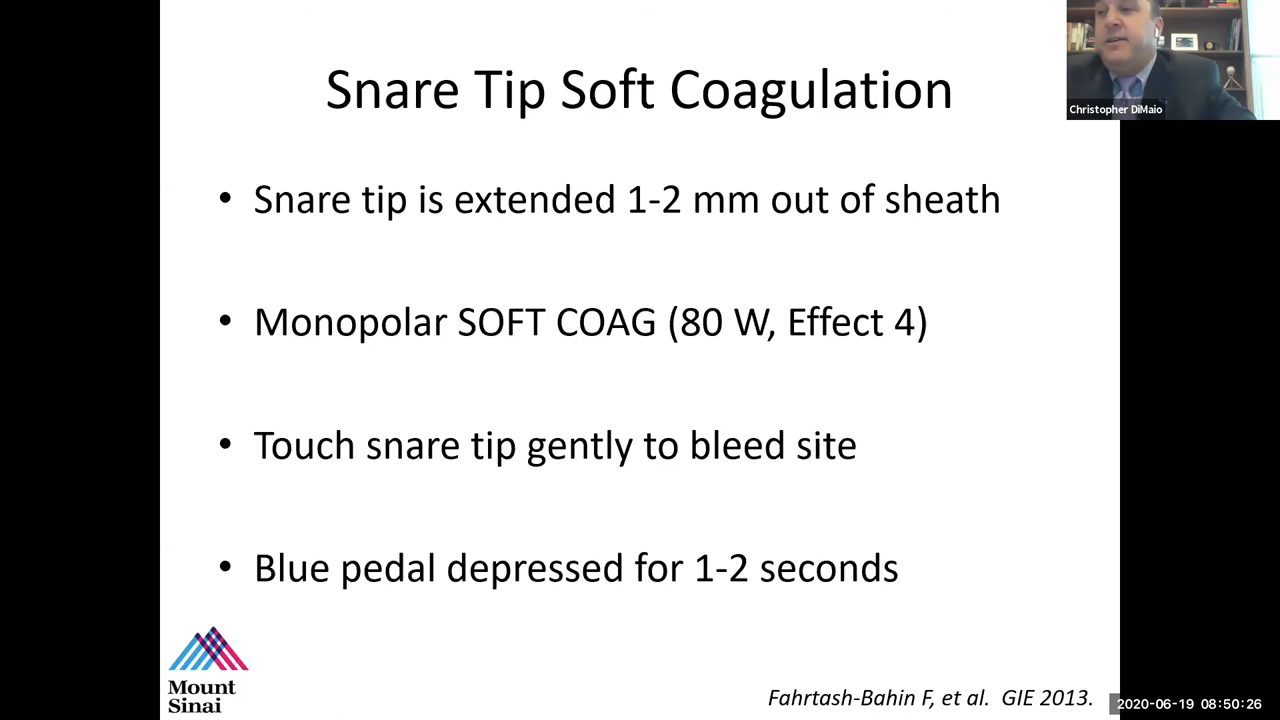 Snare Tip Soft Coagulation
Christopher DiMaio
• Snare tip is extended 1-2 mm out of sheath
• Monopolar SOFT COAG (80 W, Effect 4)
• Touch snare tip gently to bleed site
• Blue pedal depressed for 1-2 seconds
Mount
Sinai
Fahrtash-Bahin F, et al. GIE 2013.
2020-06-19 08:50:26